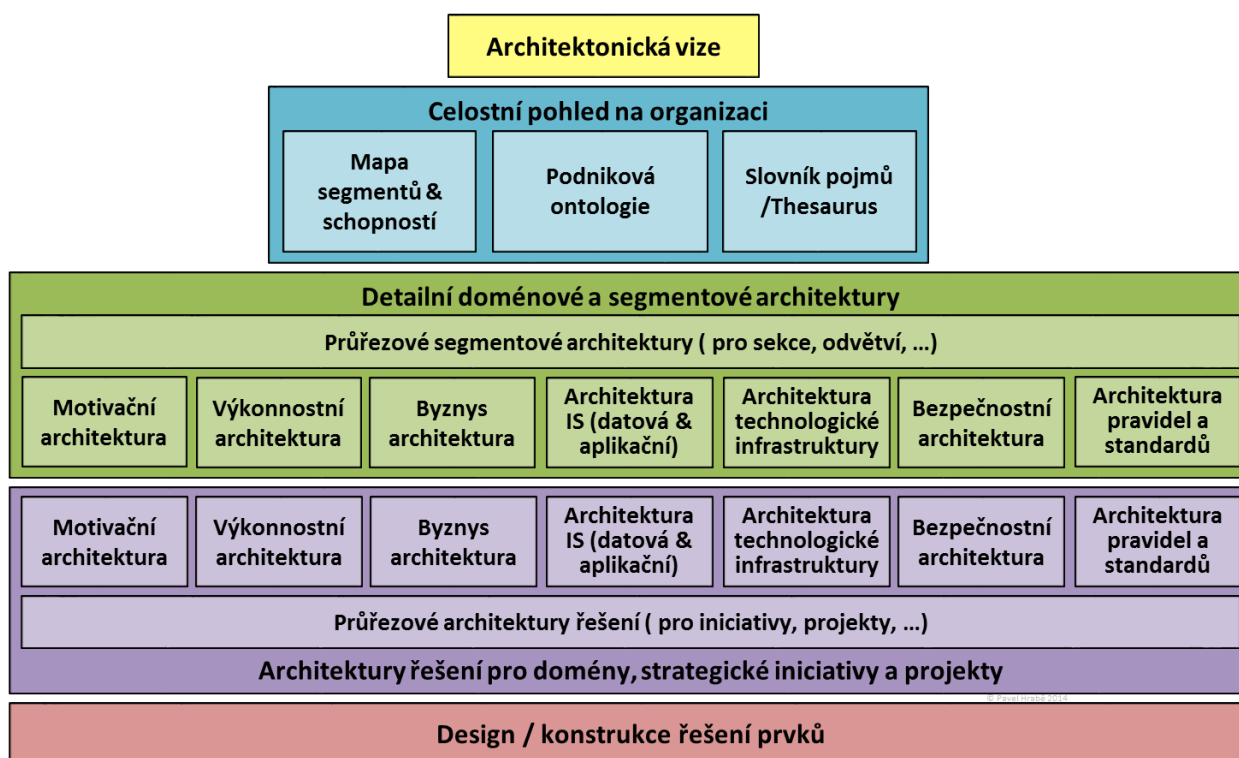 Architektonická vize
Celostní pohled na organizaci
Mapa
segmentů &
schopností
Podniková
ontologie
Slovník pojmů
/Thesaurus
Detailní doménové a segmentové architektury
Průřezové segmentové architektury ( pro sekce, odvětví, ...)
Motivační
architektura
Výkonnostní
architektura
Byznys
architektura
Architektura
IS (datová &
aplikační)
Architektura
technologické
infrastruktury
Bezpečnostní
architektura
Architektura
pravidel a
standardů
Motivační
architektura
Výkonnostní
architektura
Byznys
architektura
Architektura
IS (datová &
aplikační)
Architektura
technologické
infrastruktury
Bezpečnostní
architektura
Architektura
pravidel a
standardů
Průřezové architektury řešení ( pro iniciativy, projekty, ...)
Architektury řešení pro domény, strategické iniciativy a projekty
© Pavel Hrabě 2014
Design / konstrukce řešení prvků